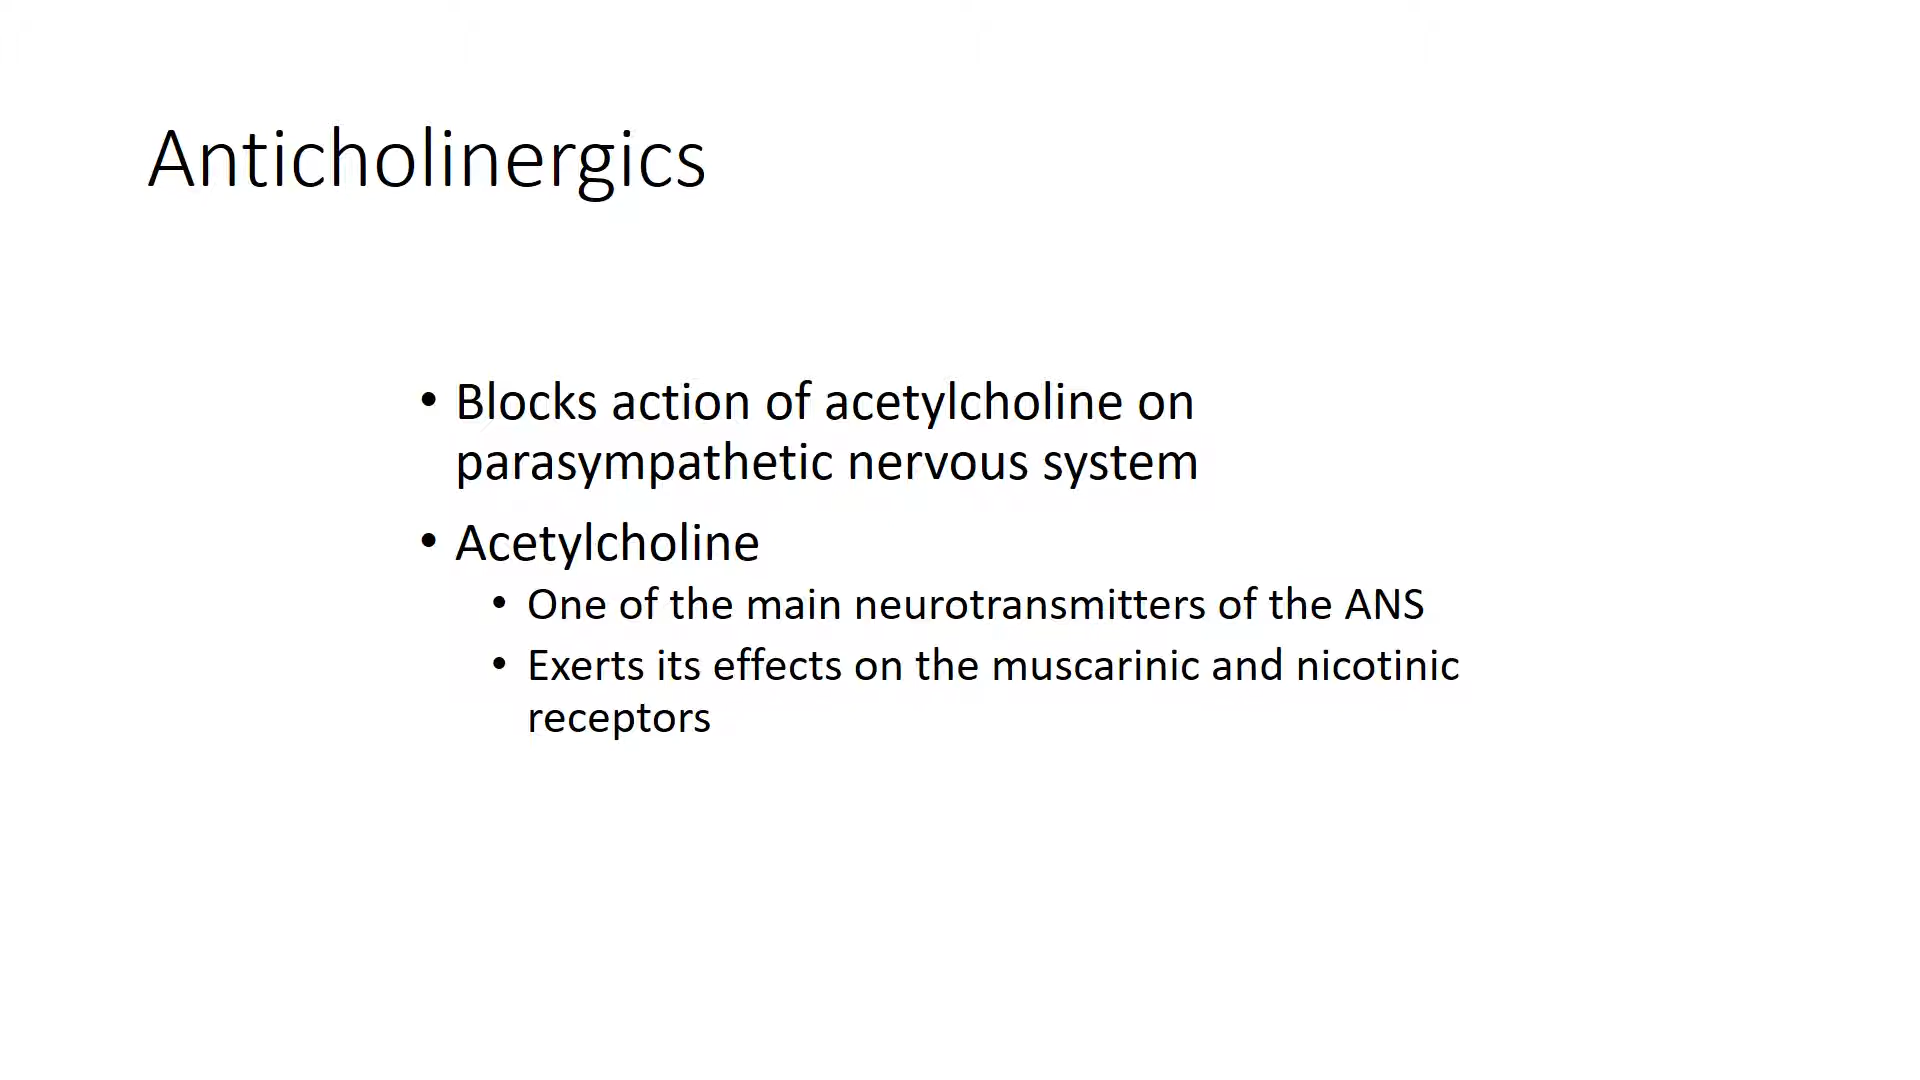 Anticholinergics
• Blocks action of acetylcholine on
parasympathetic nervous system
• Acetylcholine
• One of the main neurotransmitters of the ANS
• Exerts its effects on the muscarinic and nicotinic
receptors